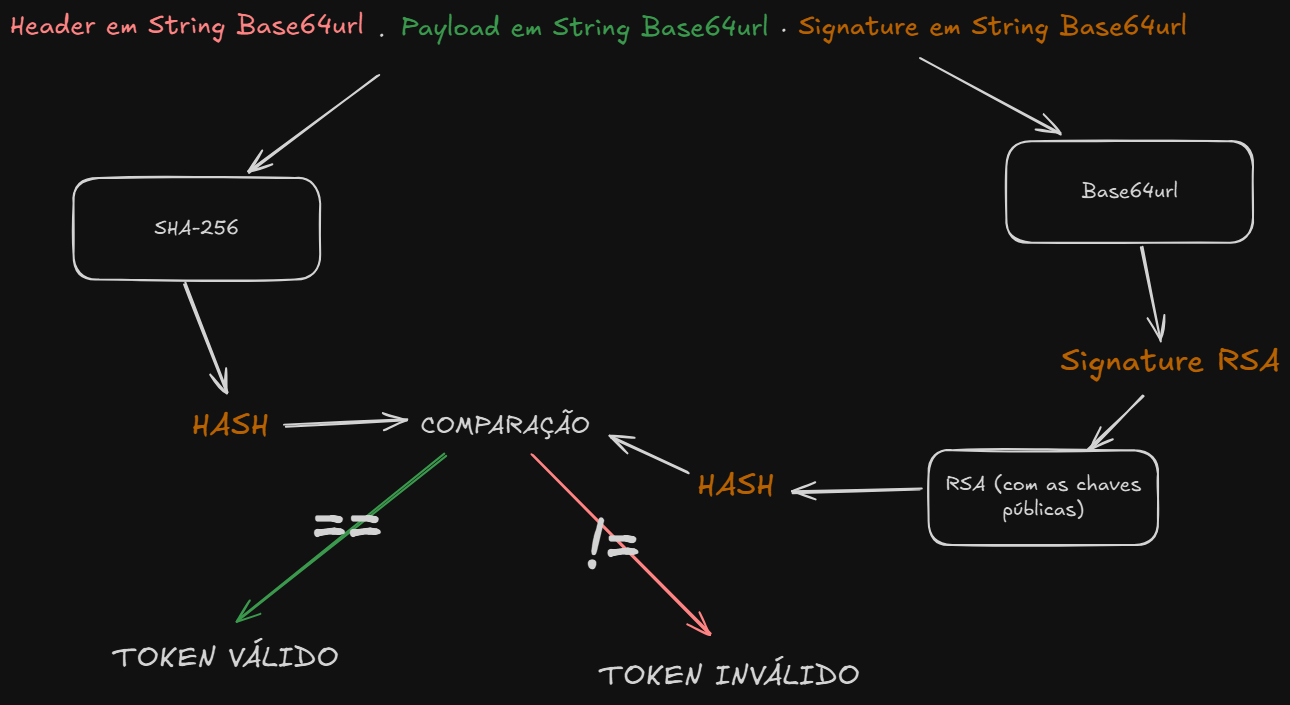 Header em String Base64url . Payload em String Base64url . Signature em String Base64url
SHA-256
Base64url
Signature RSA
HASH
COMPARAÇÃO
HASH
RSA (com as chaves
públicas)
==
!=
TOKEN VÁLIDO
TOKEN INVÁLIDO